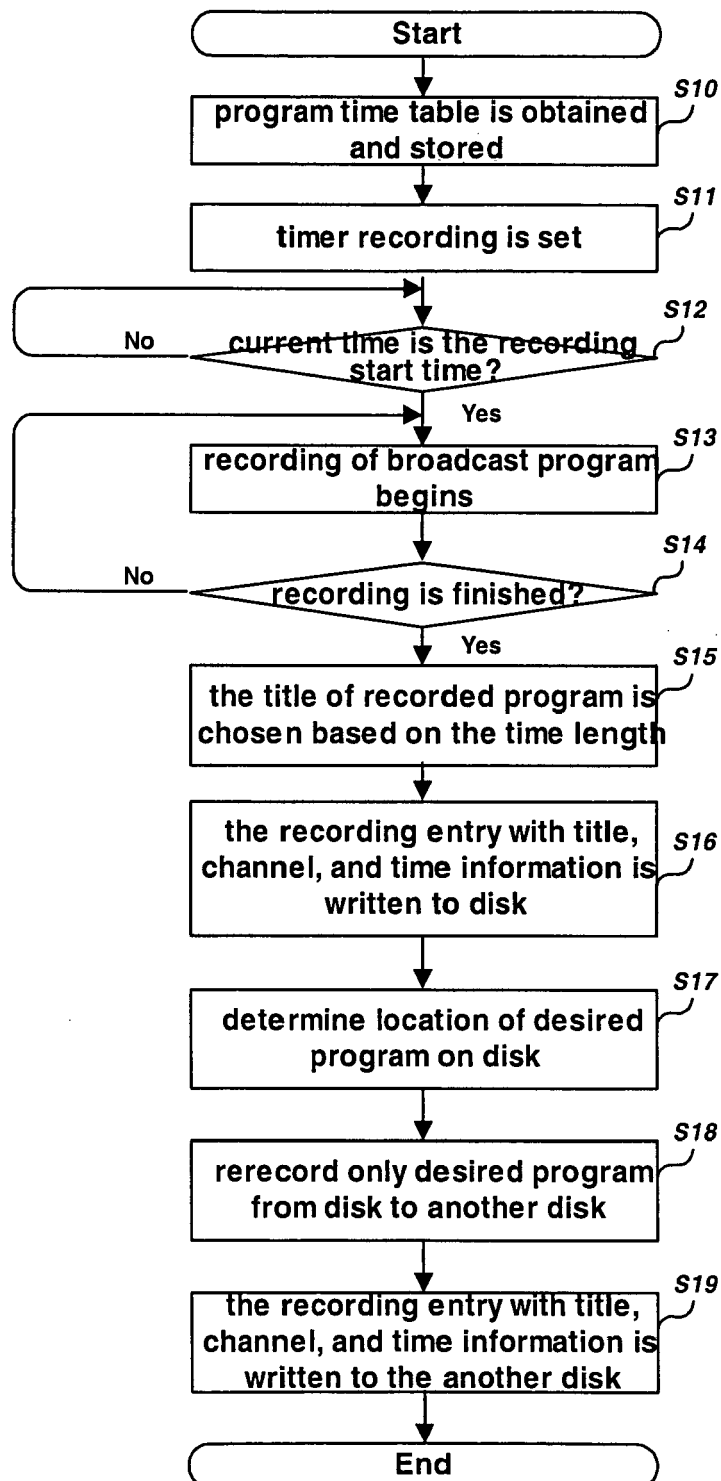 Start
S10
program time table is obtained
and stored
S11
timer recording is set
S12
No
current time is the recording
start time?
Yes
S13
recording of broadcast program
begins
S14
No
recording is finished?
Yes
S15
the title of recorded program is
chosen based on the time length
S16
the recording entry with title,
channel, and time information is
written to disk
S17
determine location of desired
program on disk
S18
rerecord only desired program
from disk to another disk
S19
the recording entry with title,
channel, and time information is
written to the another disk
End